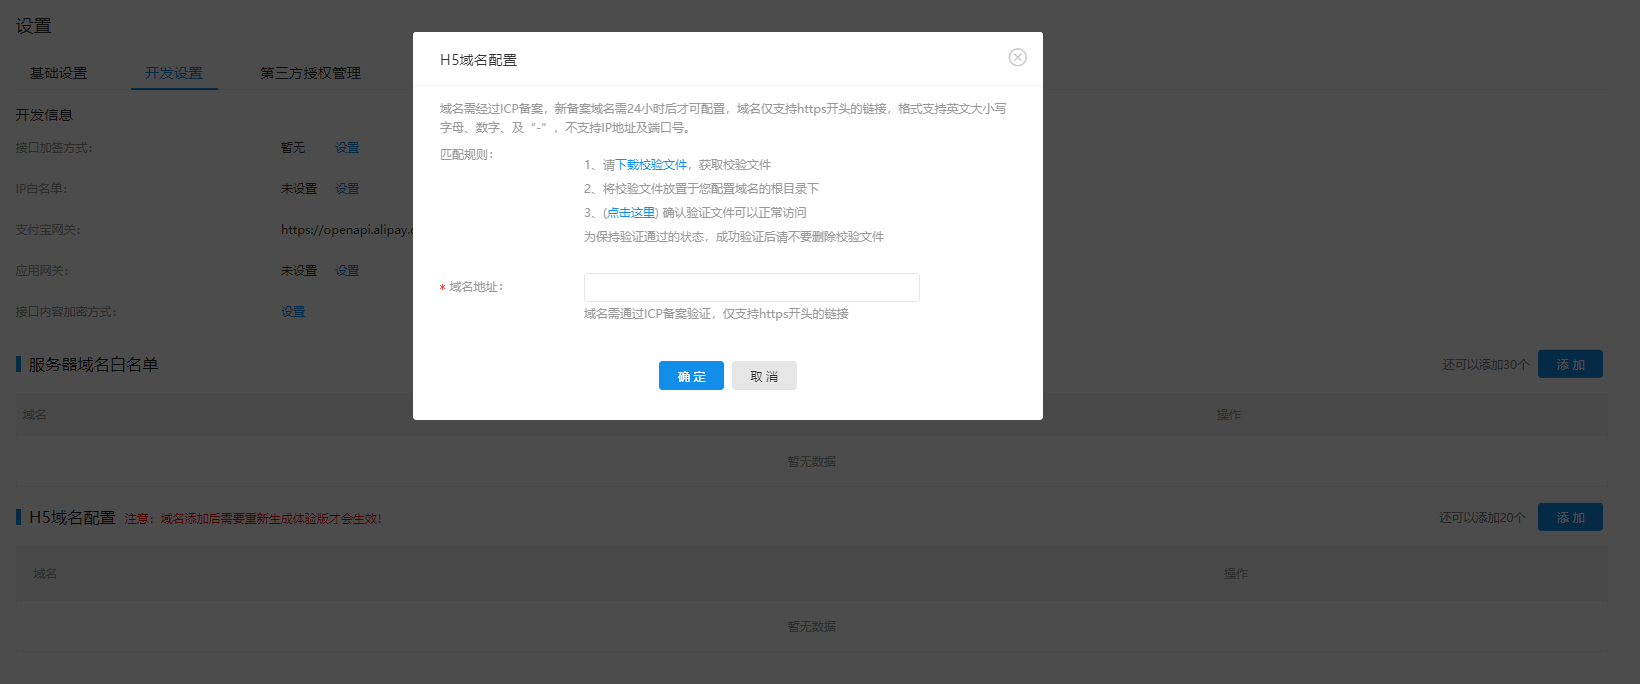 设置
基础设置 开发设置 第三方授权管理
开发信息
接口加签方式: 暂无 设置
IP白名单: 未设置 设置
支付宝网关: https://openapi.alipay.
应用网关: 未设置 设置
接口内容加密方式: 设置
服务器域名白名单 还可以添加30个 添 加
域名 操作
暂无数据
H5域名配置 注意：域名添加后需要重新生成体验版才会生效! 还可以添加20个 添 加
域名 操作
暂无数据
H5域名配置
域名需经过ICP备案，新备案域名需24小时后才可配置，域名仅支持https开头的链接，格式支持英文大小写
字母、数字、及“-”，不支持IP地址及端口号。
匹配规则：
1、请下载校验文件，获取校验文件
2、将校验文件放置于您配置域名的根目录下
3、(点击这里) 确认验证文件可以正常访问
为保持验证通过的状态，成功验证后请不要删除校验文件
* 域名地址：
域名需通过ICP备案验证，仅支持https开头的链接
确 定 取 消